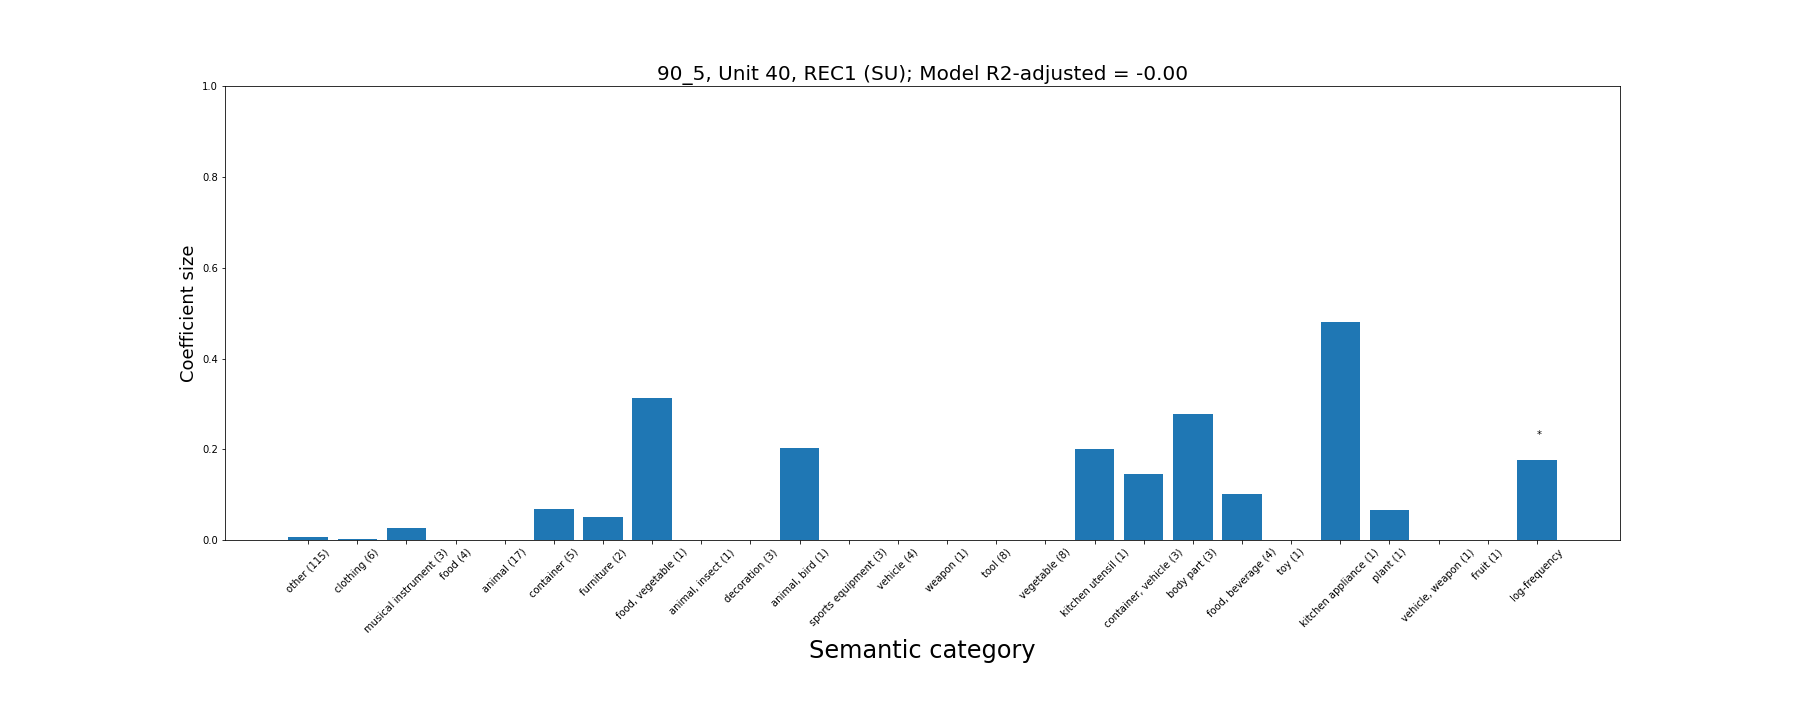 90_5, Unit 40, REC1 (SU); Model R2-adjusted = -0.00
Coefficient size
1.0
0.8
0.6
0.4
0.2
0.0
*
other (115)
clothing (6)
musical instrument (3)
food (4)
animal (17)
container (5)
furniture (2)
food, vegetable (1)
animal, insect (1)
decoration (3)
animal, bird (1)
sports equipment (3)
vehicle (4)
weapon (1)
tool (8)
vegetable (8)
kitchen utensil (1)
container, vehicle (3)
body part (3)
food, beverage (4)
toy (1)
kitchen appliance (1)
plant (1)
vehicle, weapon (1)
fruit (1)
log-frequency
Semantic category